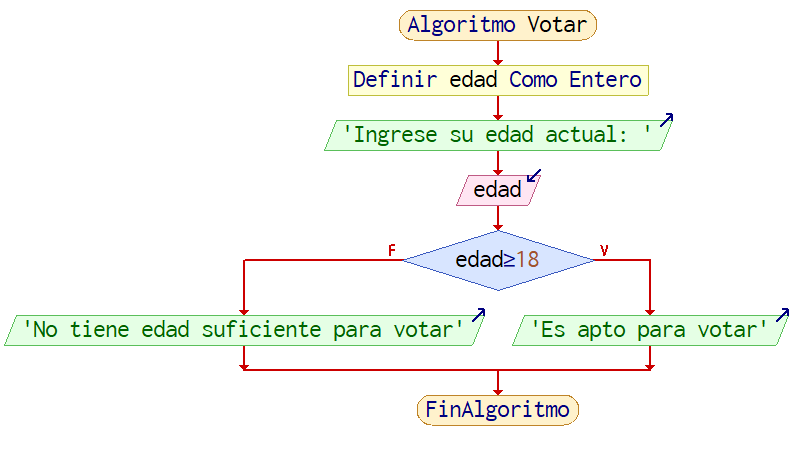 Algoritmo Votar
Definir edad Como Entero
'Ingrese su edad actual: '
edad
edad≥18
F
V
'No tiene edad suficiente para votar'
'Es apto para votar'
FinAlgoritmo